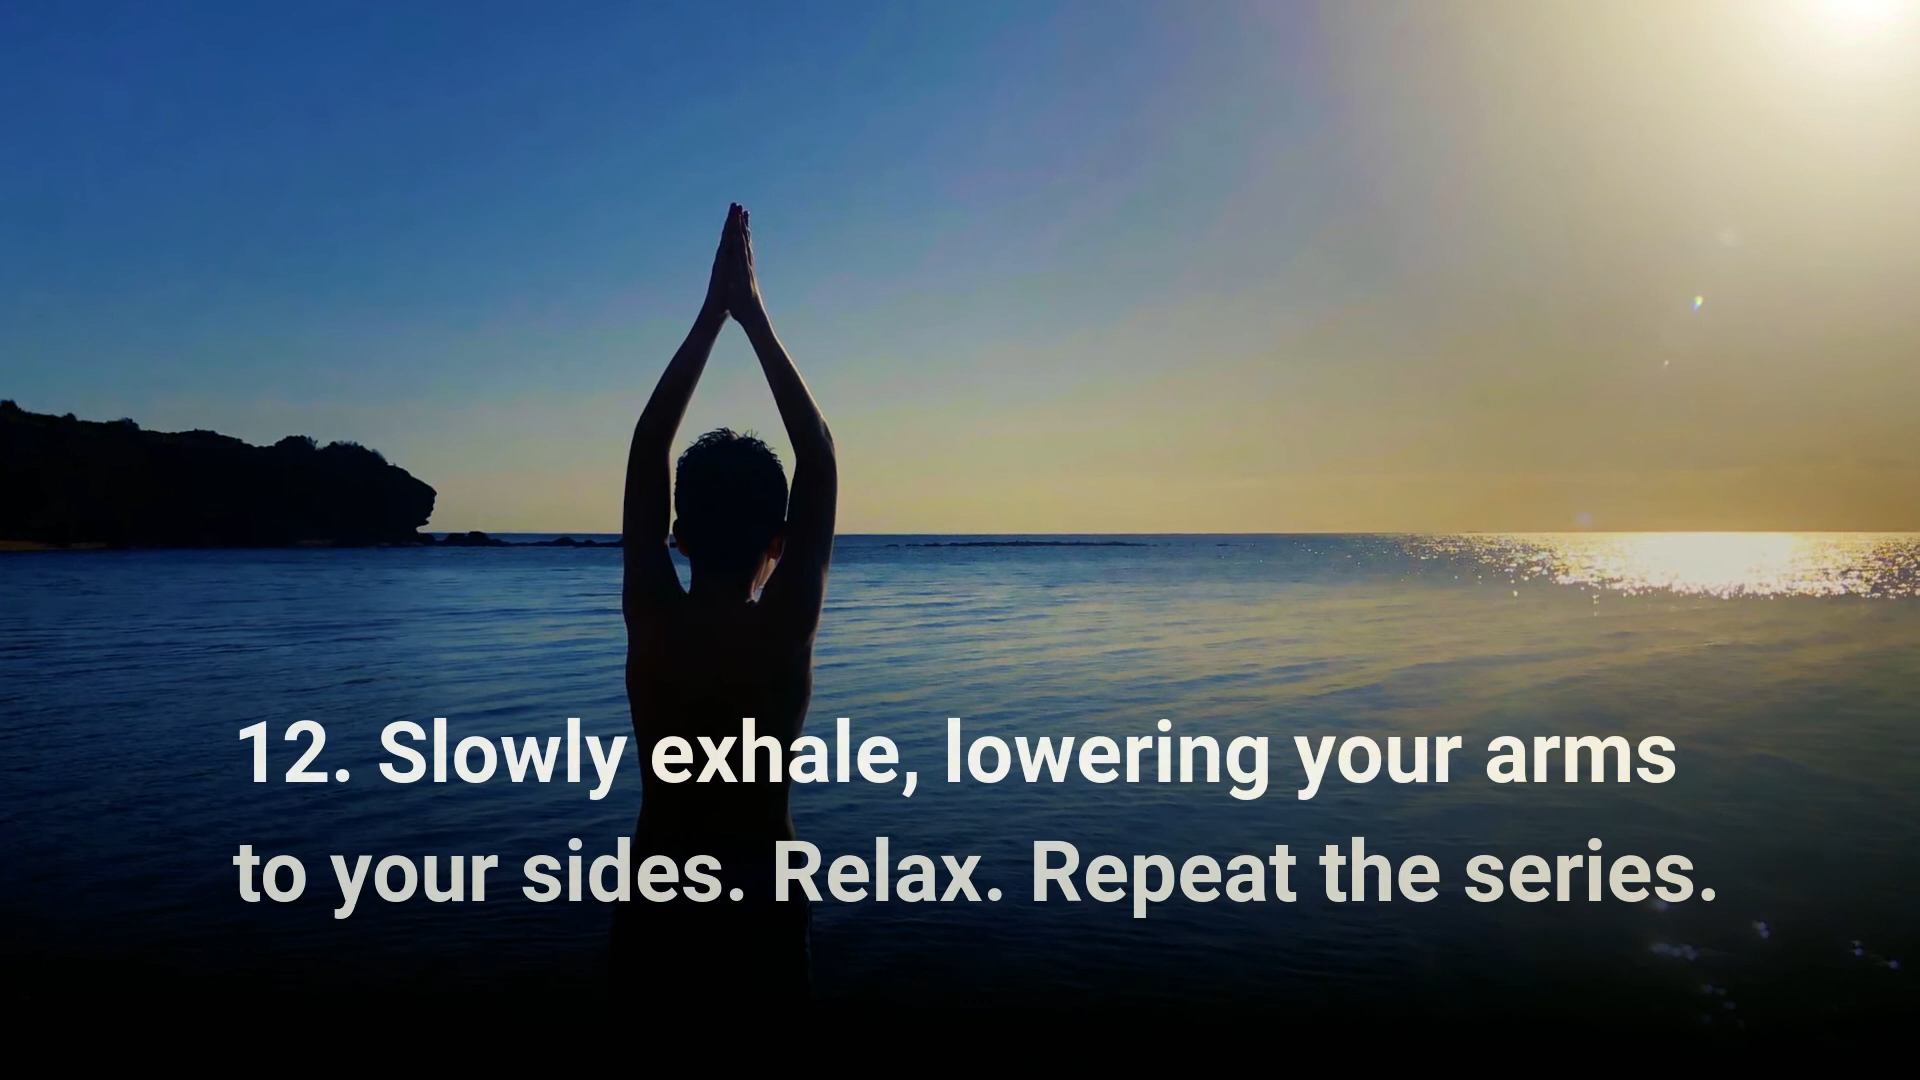 12. Slowly exhale, lowering your arms
to your sides. Relax. Repeat the series.